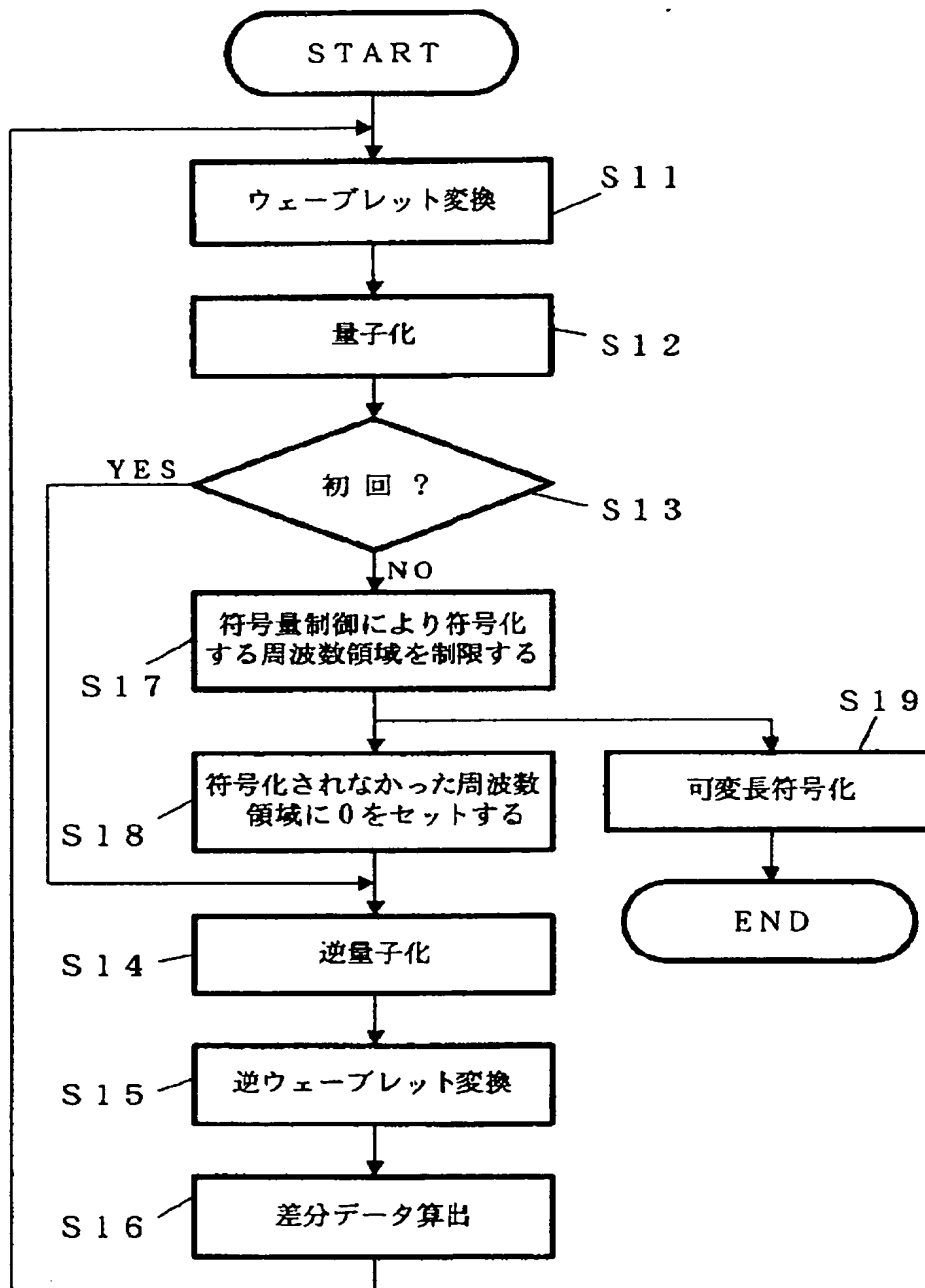 START
ウェーブレット変換
S11
量子化
S12
YES
初回?
S13
NO
符号量制御により符号化
する周波数領域を制限する
S17
S19
符号化されなかった周波数
領域に0をセットする
S18
可変長符号化
END
逆量子化
S14
逆ウェーブレット変換
S15
差分データ算出
S16